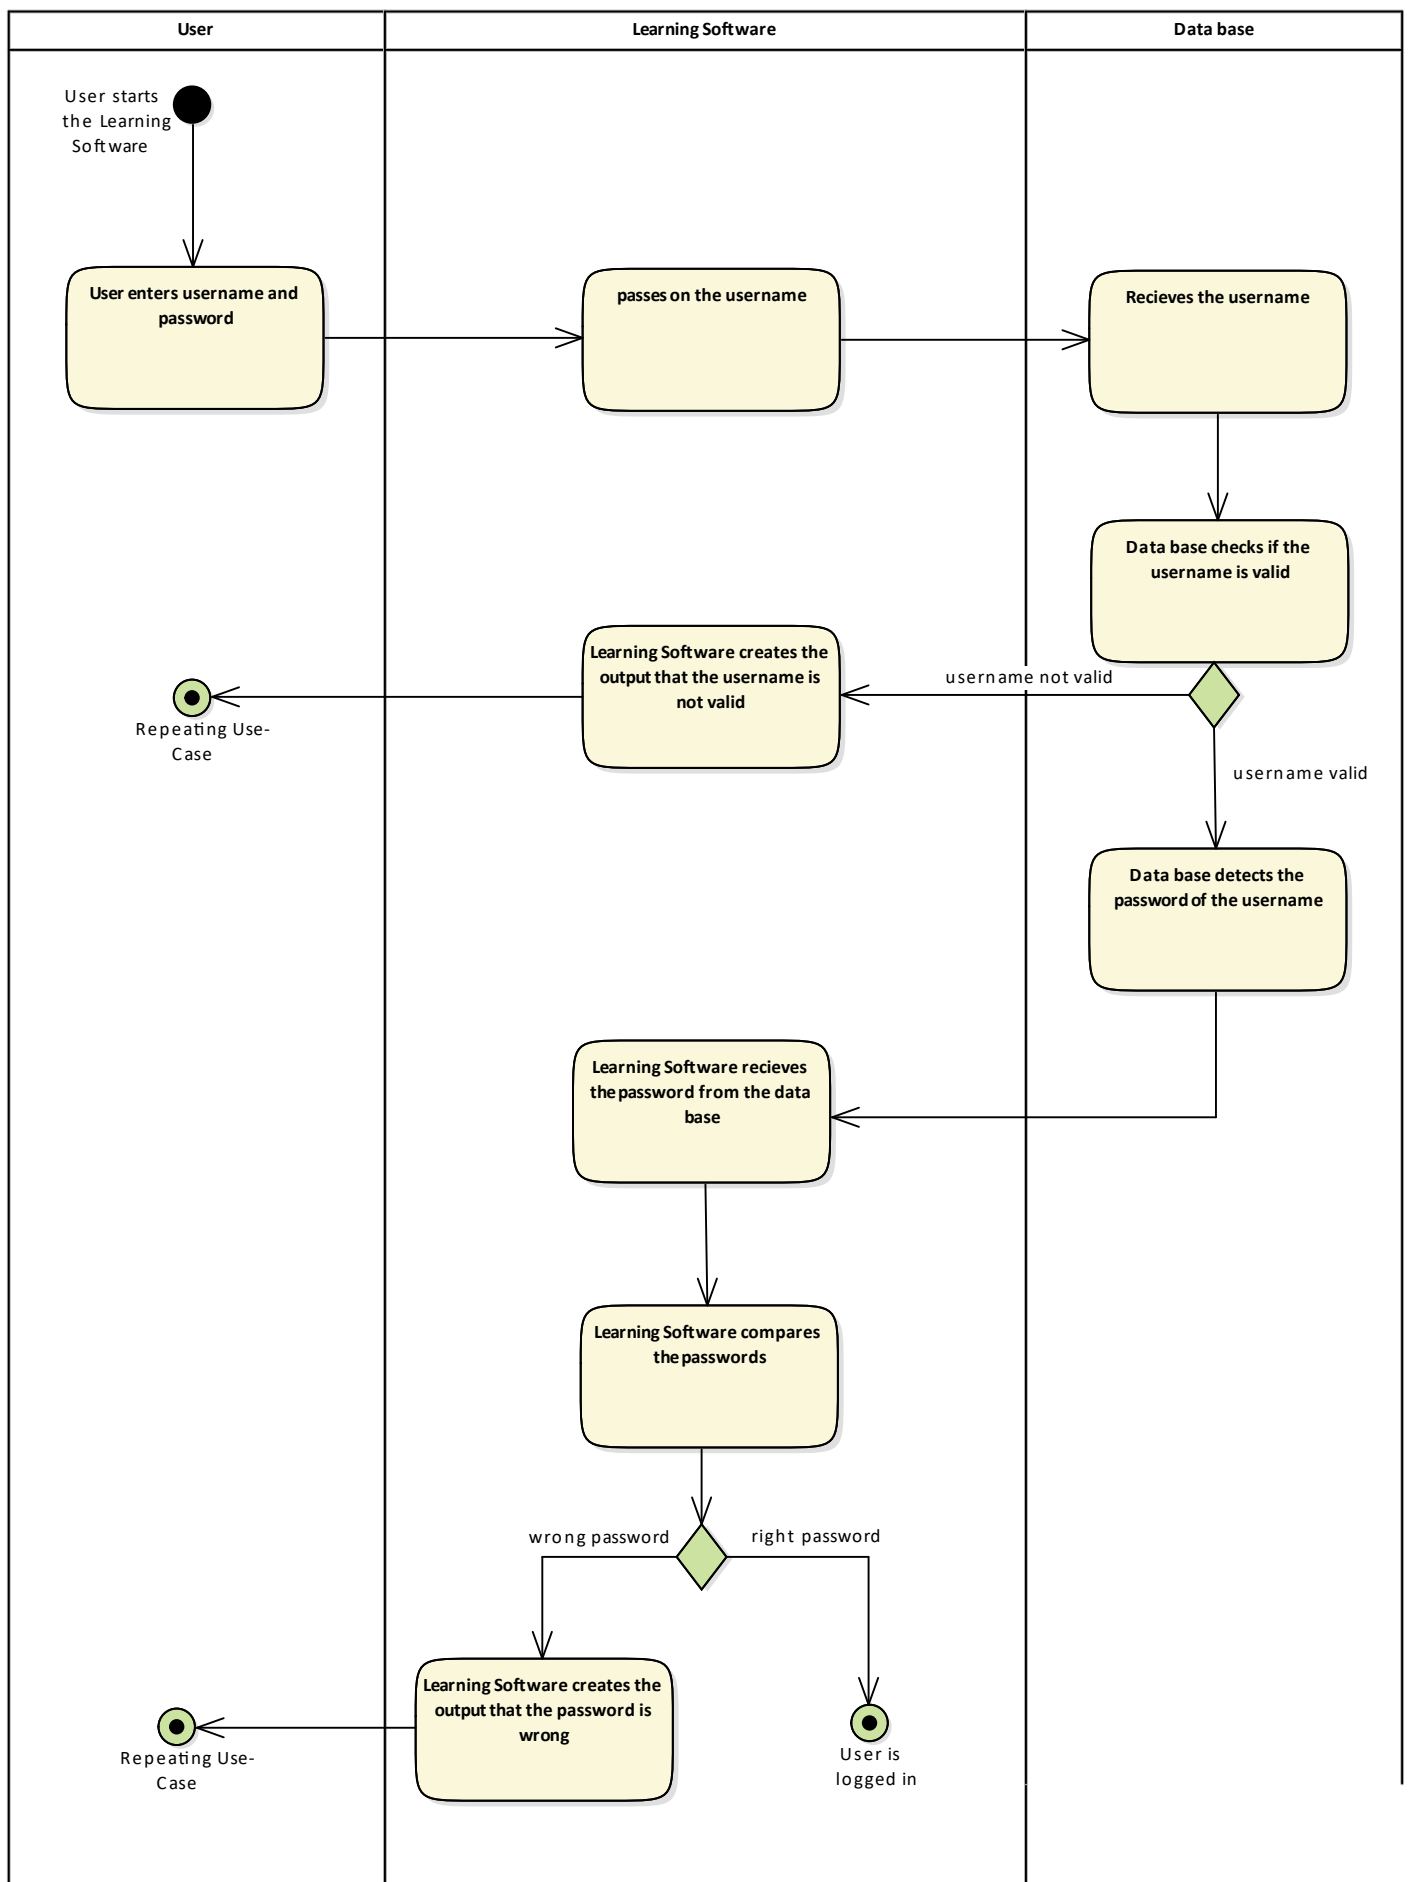 User
Learning Software
Data base
User starts
the Learning
Software
User enters username and
password
passes on the username
Recieves the username
Data base checks if the
username is valid
Learning Software creates the
output that the username is
not valid
username not valid
Repeating Use-
Case
username valid
Data base detects the
password of the username
Learning Software recieves
the password from the data
base
Learning Software compares
the passwords
wrong password
right password
Learning Software creates the
output that the password is
wrong
Repeating Use-
Case
User is
logged in